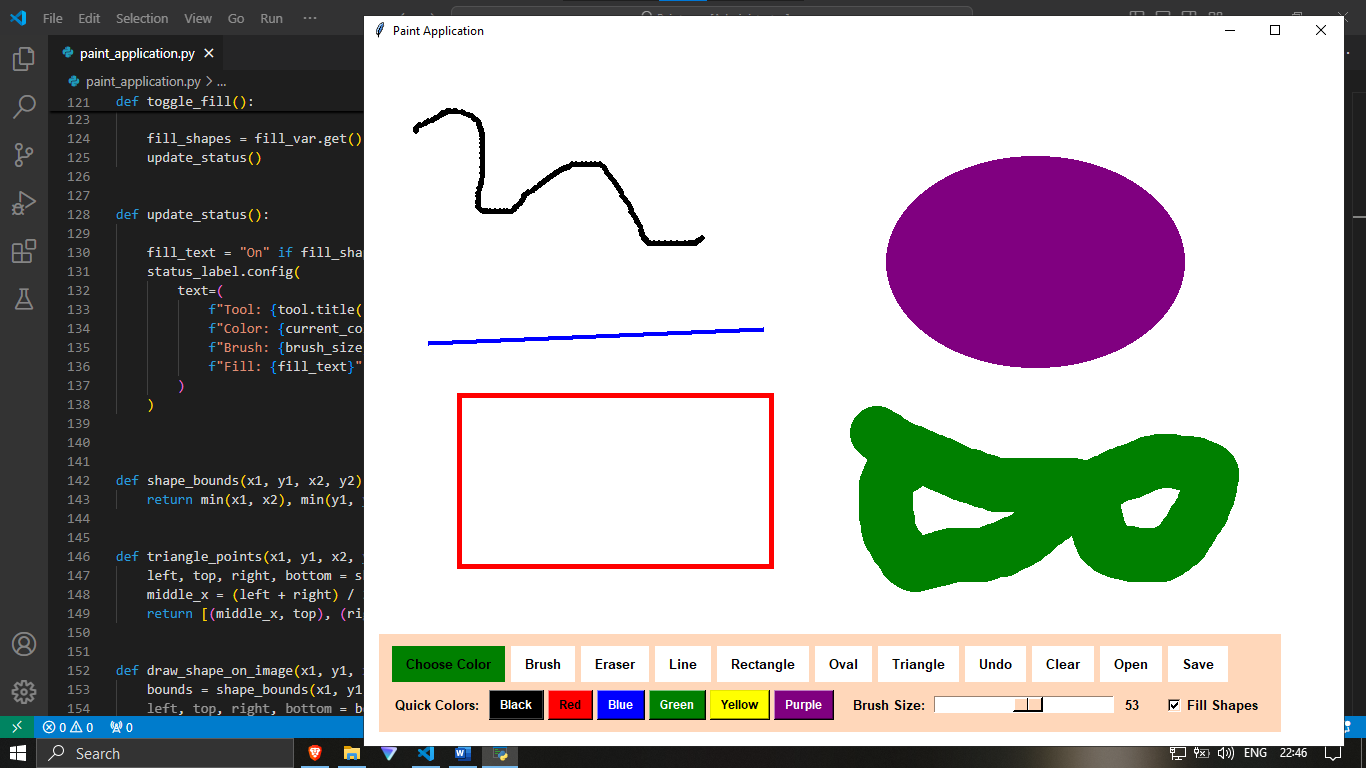 File Edit Selection View Go Run ···
Paint Application
paint_application.py
paint_application.py > ...
121 def toggle_fill():
123
124 fill_shapes = fill_var.get()
125 update_status()
126
127
128 def update_status():
129
130 fill_text = "On" if fill_sha
131 status_label.config(
132 text=(
133 f"Tool: {tool.title(
134 f"Color: {current_co
135 f"Brush: {brush_size
136 f"Fill: {fill_text}"
137 )
138 )
139
140
141
142 def shape_bounds(x1, y1, x2, y2)
143 return min(x1, x2), min(y1,
144
145
146 def triangle_points(x1, y1, x2,
147 left, top, right, bottom = s
148 middle_x = (left + right) /
149 return [(middle_x, top), (ri
150
151
152 def draw_shape_on_image(x1, y1,
153 bounds = shape_bounds(x1, y1
154 left, top, right, bottom = b
Choose Color Brush Eraser Line Rectangle Oval Triangle Undo Clear Open Save
Quick Colors: Black Red Blue Green Yellow Purple Brush Size: 53 Fill Shapes
0 0 0
Search
ENG 22:46